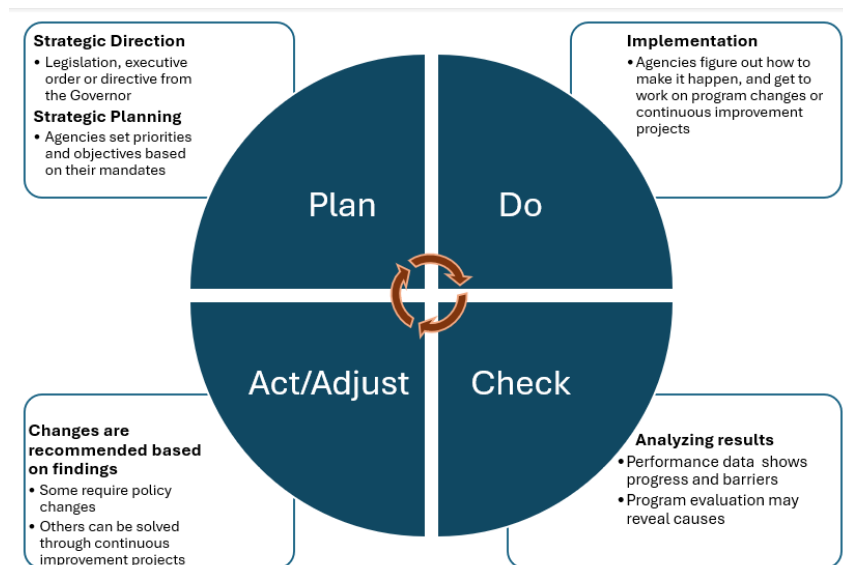 Strategic Direction
• Legislation, executive
order or directive from
the Governor
Strategic Planning
• Agencies set priorities
and objectives based
on their mandates
Implementation
• Agencies figure out how to
make it happen, and get to
work on program changes or
continuous improvement
projects
Plan
Do
Act/Adjust
Check
Changes are
recommended based
on findings
• Some require policy
changes
• Others can be solved
through continuous
improvement projects
Analyzing results
• Performance data shows
progress and barriers
• Program evaluation may
reveal causes